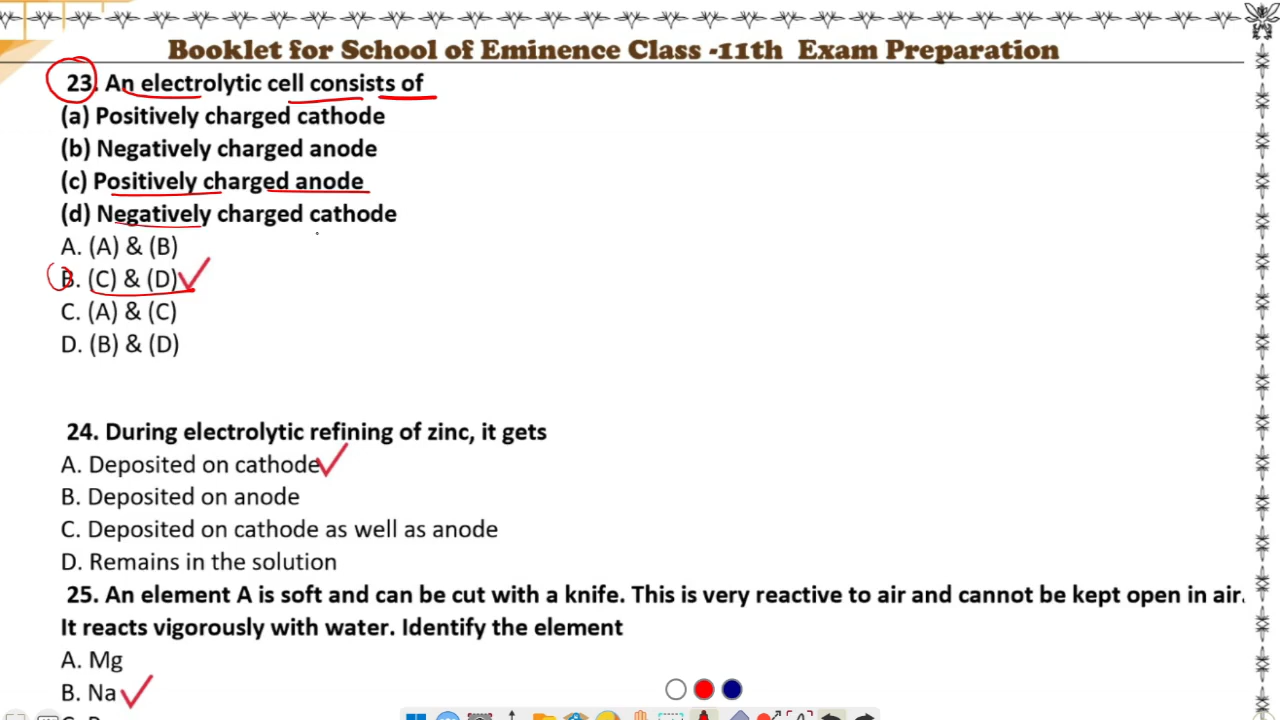 Booklet for School of Eminence Class -11th Exam Preparation
23. An electrolytic cell consists of
(a) Positively charged cathode
(b) Negatively charged anode
(c) Positively charged anode
(d) Negatively charged cathode
A. (A) & (B)
B. (C) & (D)
C. (A) & (C)
D. (B) & (D)
24. During electrolytic refining of zinc, it gets
A. Deposited on cathode
B. Deposited on anode
C. Deposited on cathode as well as anode
D. Remains in the solution
25. An element A is soft and can be cut with a knife. This is very reactive to air and cannot be kept open in air.
It reacts vigorously with water. Identify the element
A. Mg
B. Na